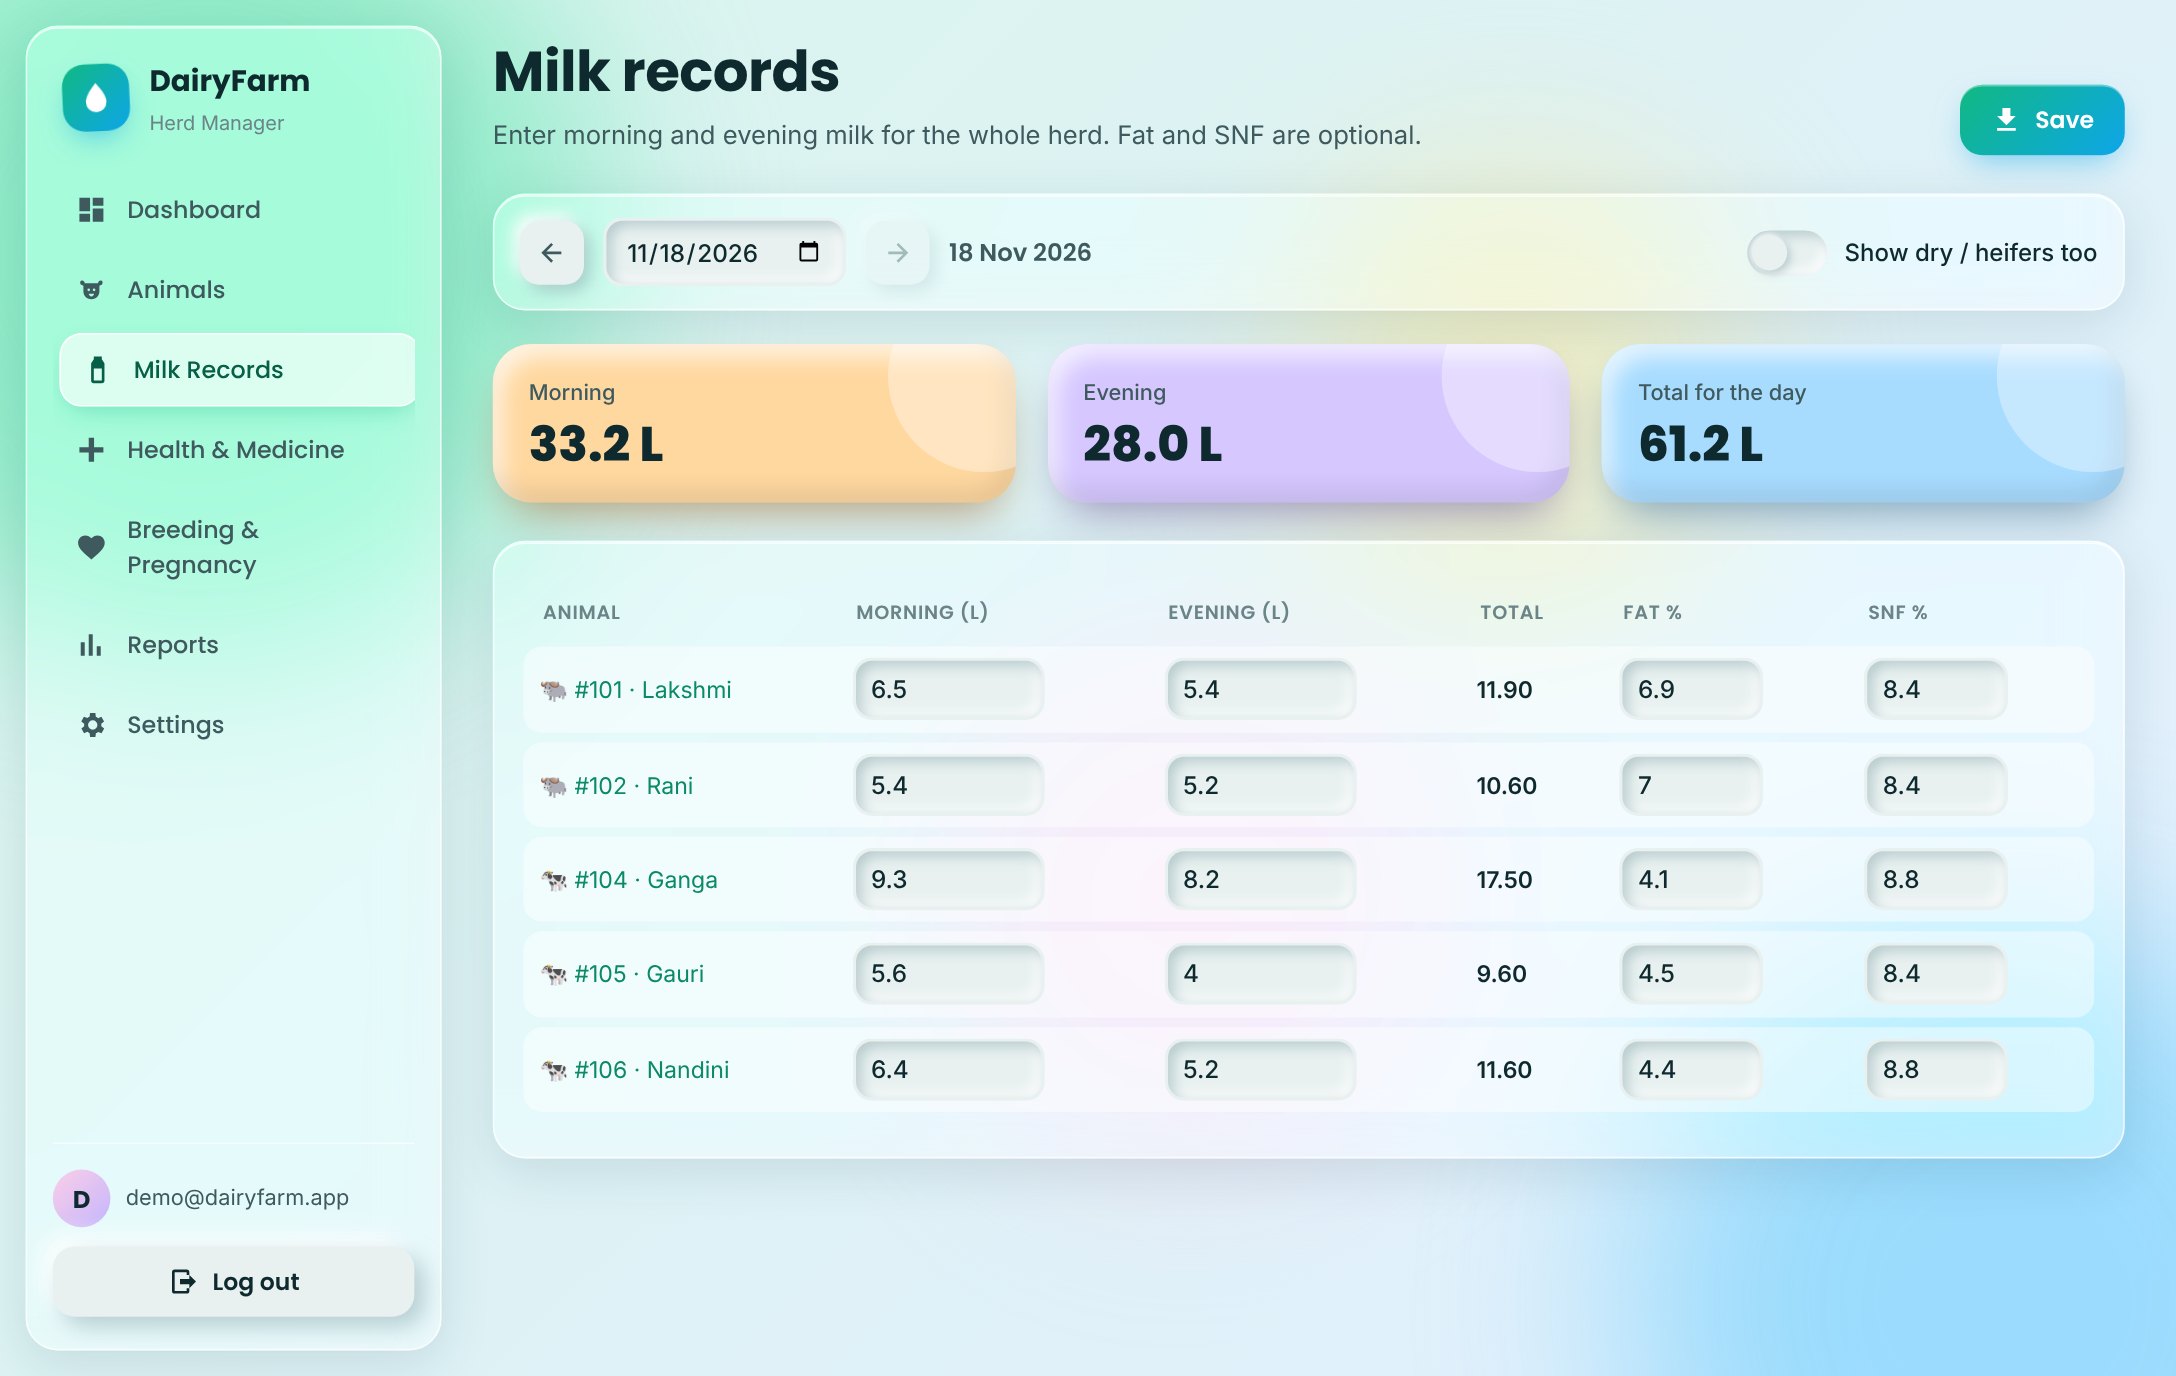 DairyFarm
Herd Manager
Dashboard
Animals
Milk Records
Health & Medicine
Breeding &
Pregnancy
Reports
Settings
D demo@dairyfarm.app
Log out
Milk records
Enter morning and evening milk for the whole herd. Fat and SNF are optional.
Save
11/18/2026 18 Nov 2026 Show dry / heifers too
Morning
33.2 L
Evening
28.0 L
Total for the day
61.2 L
ANIMAL MORNING (L) EVENING (L) TOTAL FAT % SNF %
#101 · Lakshmi 6.5 5.4 11.90 6.9 8.4
#102 · Rani 5.4 5.2 10.60 7 8.4
#104 · Ganga 9.3 8.2 17.50 4.1 8.8
#105 · Gauri 5.6 4 9.60 4.5 8.4
#106 · Nandini 6.4 5.2 11.60 4.4 8.8